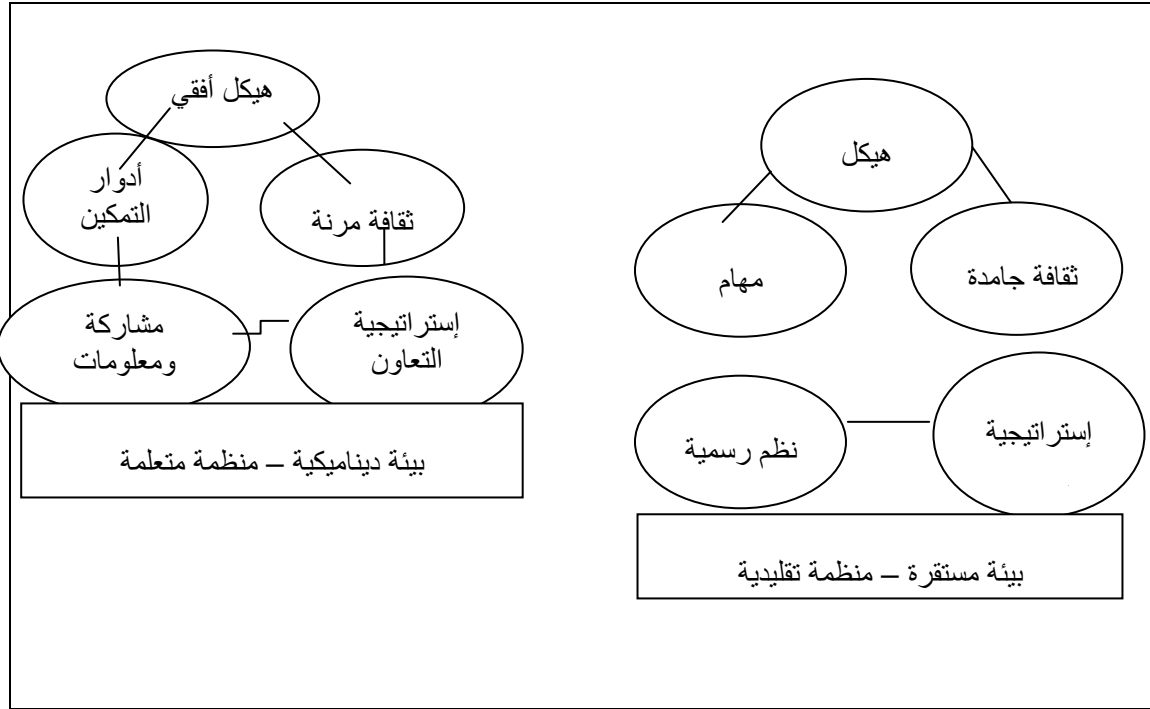 هيكل
مهام
ثقافة جامدة
نظم رسمية
إستراتيجية
بيئة مستقرة – منظمة تقليدية
هيكل أفقي
أدوار
التمكين
ثقافة مرنة
مشاركة
ومعلومات
إستراتيجية
التعاون
بيئة ديناميكية – منظمة متعلمة